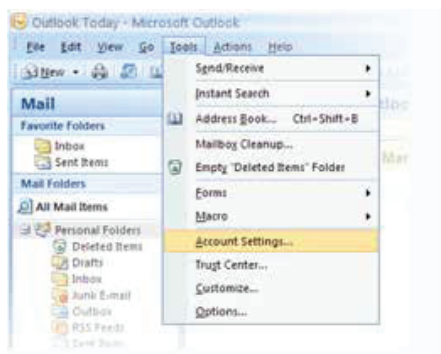 Outlook Today - Microsoft Outlook
File Edit View Go Tools Actions Help
New
Send/Receive
Instant Search
Mail
Address Book... Ctrl+Shift+B
Favorite Folders
Mailbox Cleanup...
Inbox
Sent Items
Empty "Deleted Items" Folder
Mail Folders
Forms
All Mail Items
Macro
Personal Folders
Account Settings...
Deleted Items
Drafts
Trust Center...
Inbox
Customize...
Junk E-mail
Outbox
Options...
RSS Feeds
Sent Items